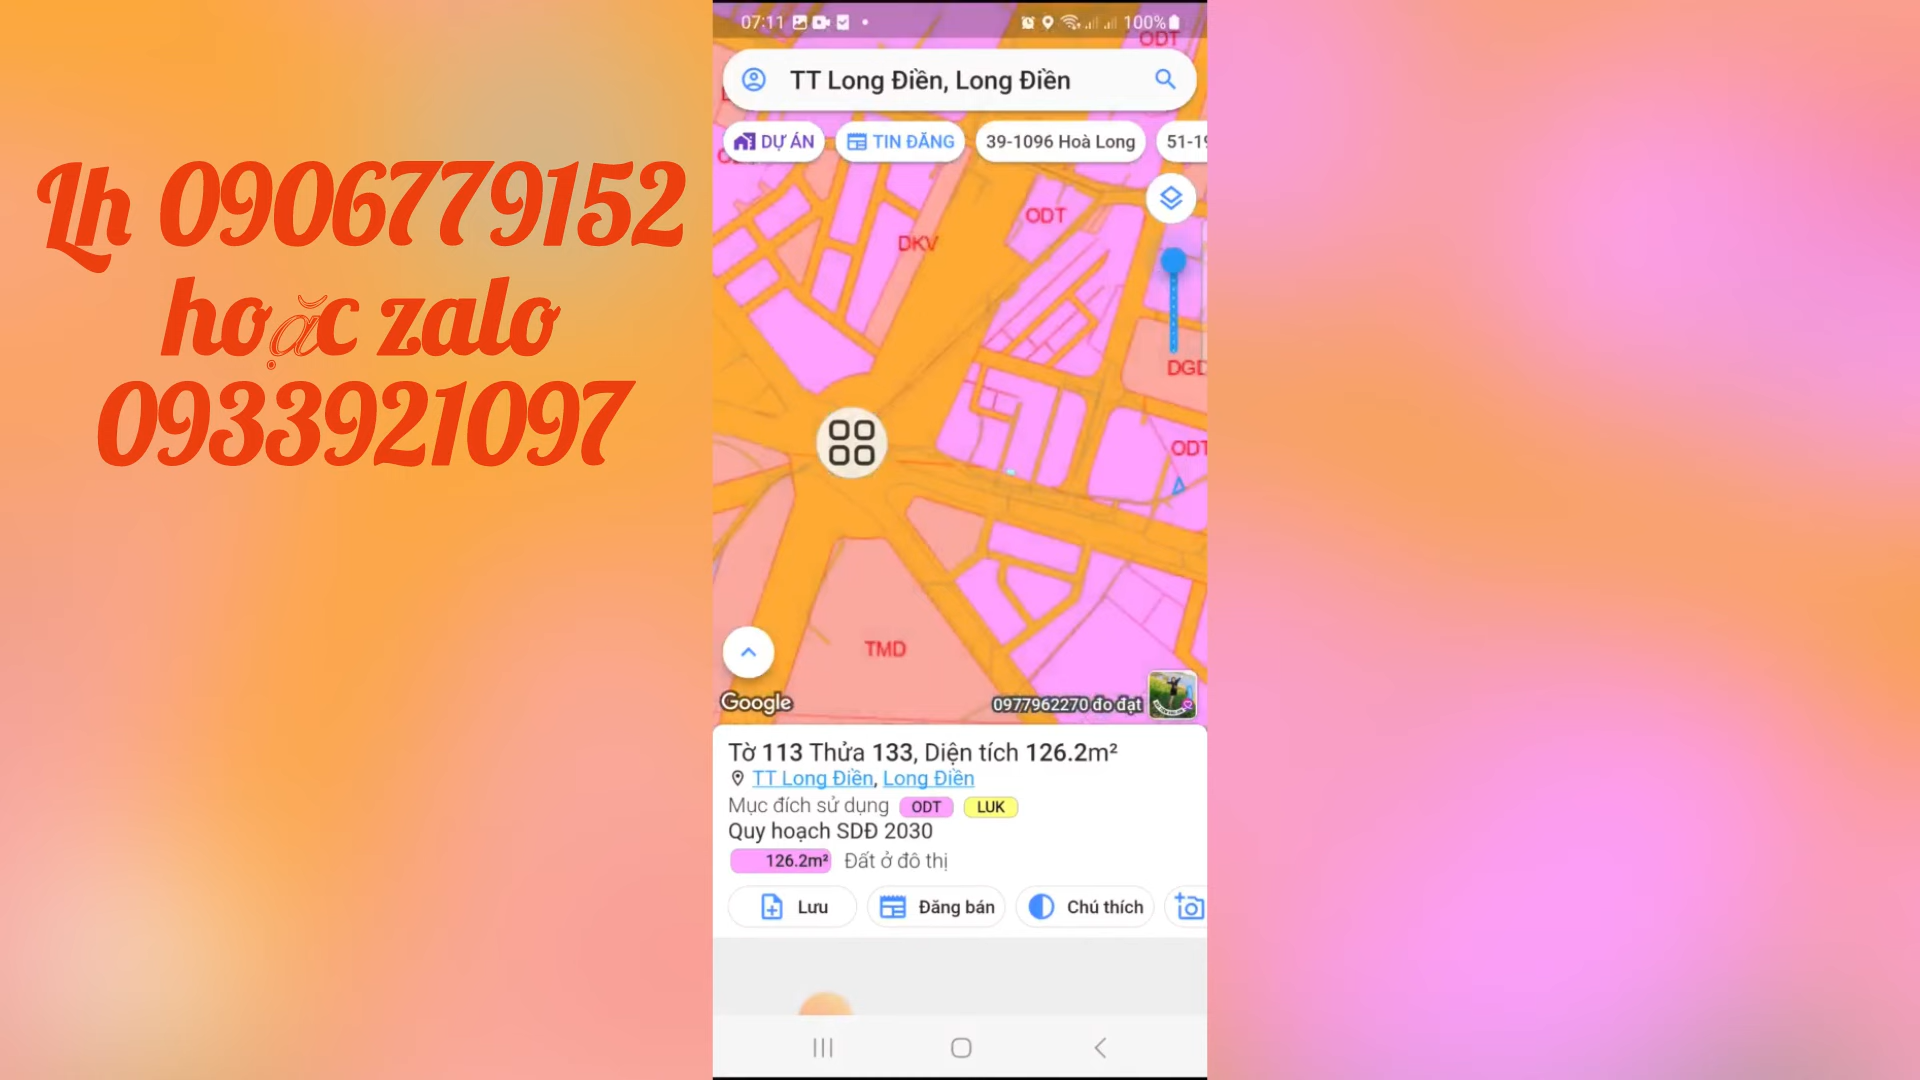 Lh 0906779152
hoặc zalo
0933921097
07:11
100%
ODT
TT Long Điền, Long Điền
DỰ ÁN
TIN ĐĂNG
39-1096 Hoà Long
ODT
DKV
DGD
ODT
TMD
Google
0977962270 đo đạt
Tờ 113 Thửa 133, Diện tích 126.2m²
TT Long Điền, Long Điền
Mục đích sử dụng ODT LUK
Quy hoạch SDĐ 2030
126.2m² Đất ở đô thị
Lưu
Đăng bán
Chú thích